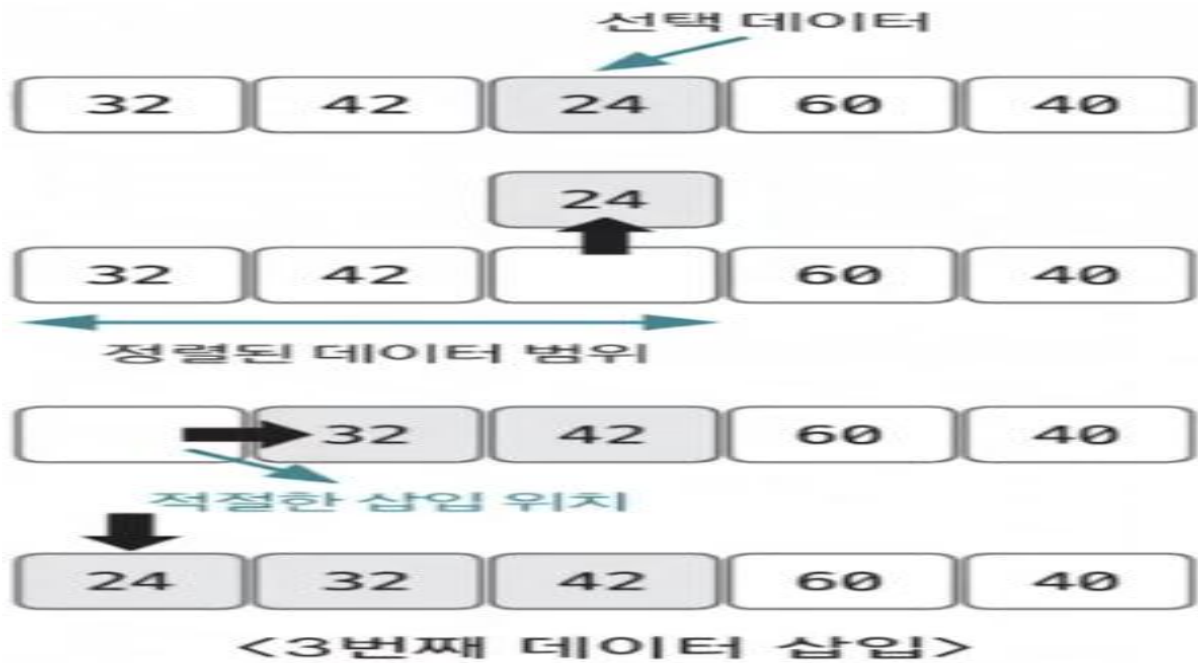 선택 데이터
32 42 24 60 40
24
32 42 60 40
정렬된 데이터 범위
32 42 60 40
적절한 삽입 위치
24 32 42 60 40
<3번째 데이터 삽입>